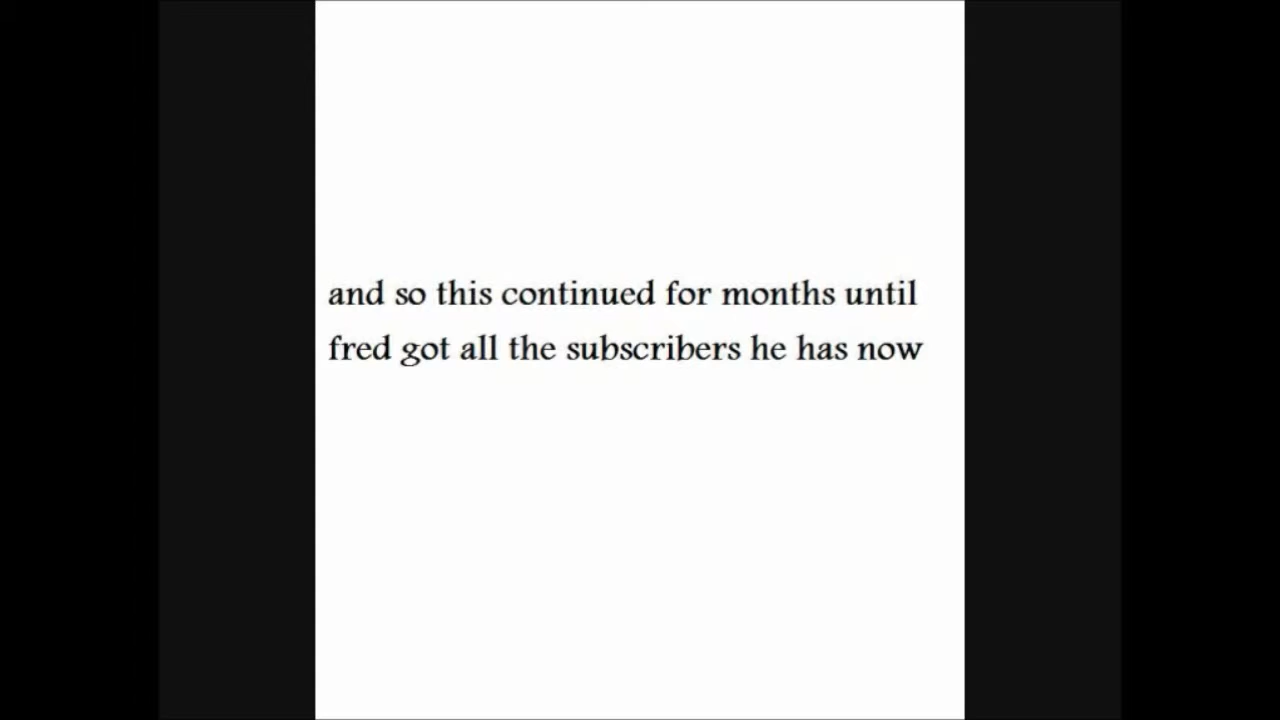 and so this continued for months until
fred got all the subscribers he has now